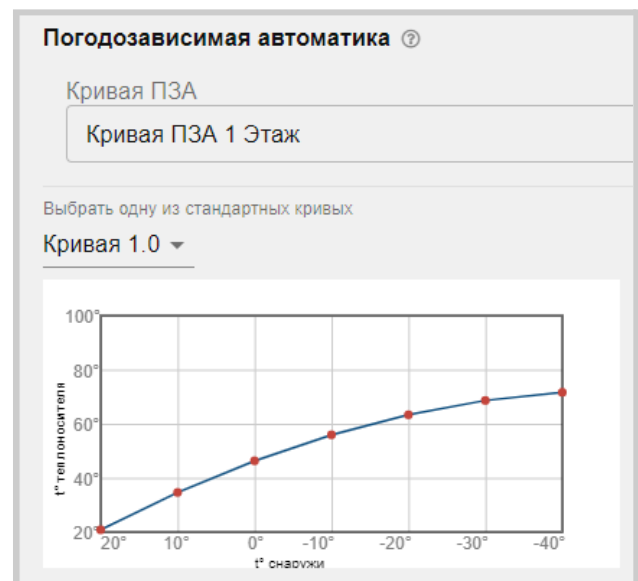 Погодозависимая автоматика ?
Кривая ПЗА
Кривая ПЗА 1 Этаж
Выбрать одну из стандартных кривых
Кривая 1.0
100°
80°
60°
40°
20°
t° теплоносителя
20° 10° 0° -10° -20° -30° -40°
t° снаружи